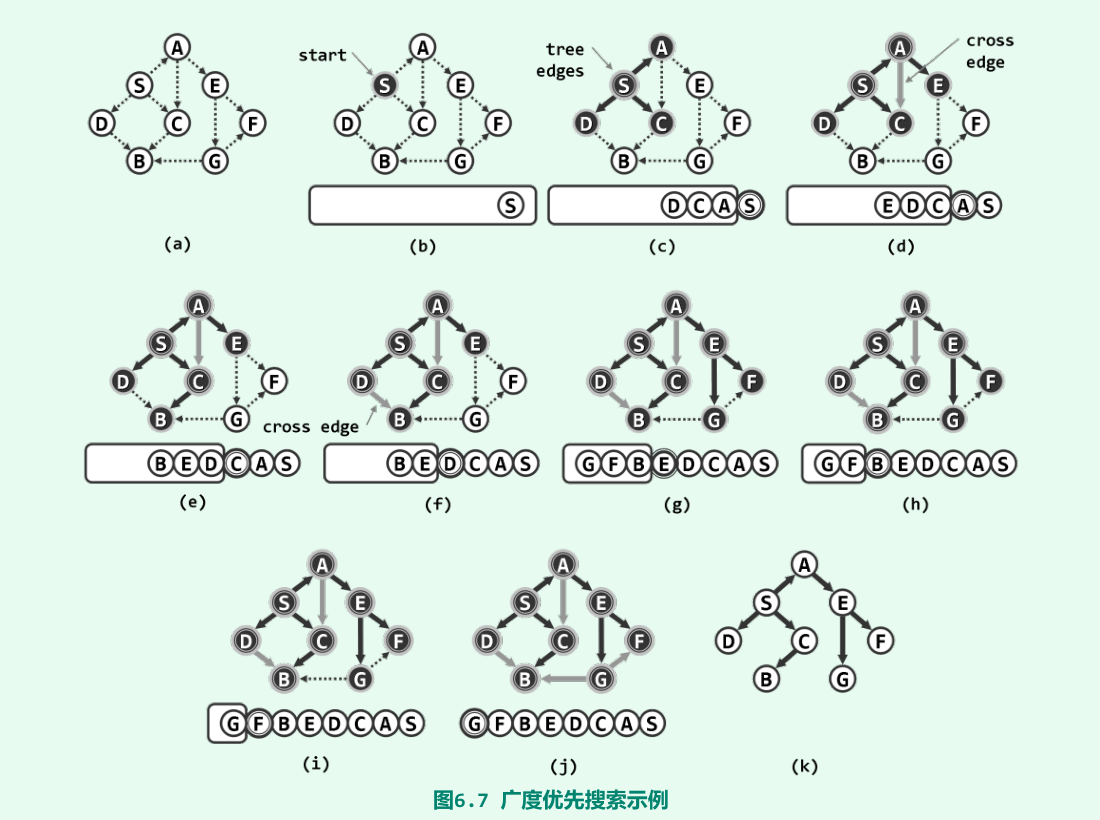 A
S E
D C F
B G
(a)
start
A
S E
D C F
B G
S
(b)
tree
edges
A
S E
D C F
B G
D C A S
(c)
cross
edge
A
S E
D C F
B G
E D C A S
(d)
A
S E
D C F
B G
B E D C A S
(e)
A
S E
D C F
B G
cross edge
B E D C A S
(f)
A
S E
D C F
B G
G F B E D C A S
(g)
A
S E
D C F
B G
G F B E D C A S
(h)
A
S E
D C F
B G
G F B E D C A S
(i)
A
S E
D C F
B G
G F B E D C A S
(j)
A
S E
D C F
B G
(k)
图6.7 广度优先搜索示例